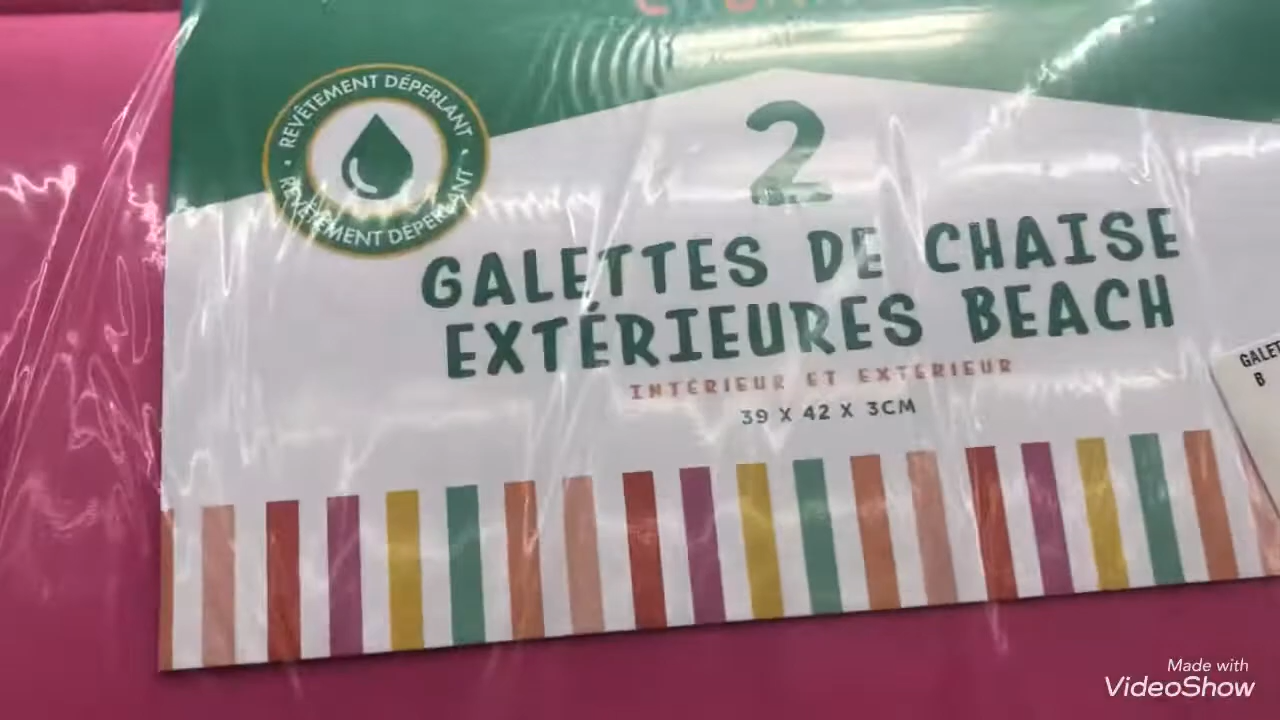 REVÊTEMENT DÉPERLANT
REVÊTEMENT DÉPERLANT
2
GALETTES DE CHAISE
EXTÉRIEURES BEACH
INTÉRIEUR ET EXTÉRIEUR
39 X 42 X 3CM
B
Made with
VideoShow